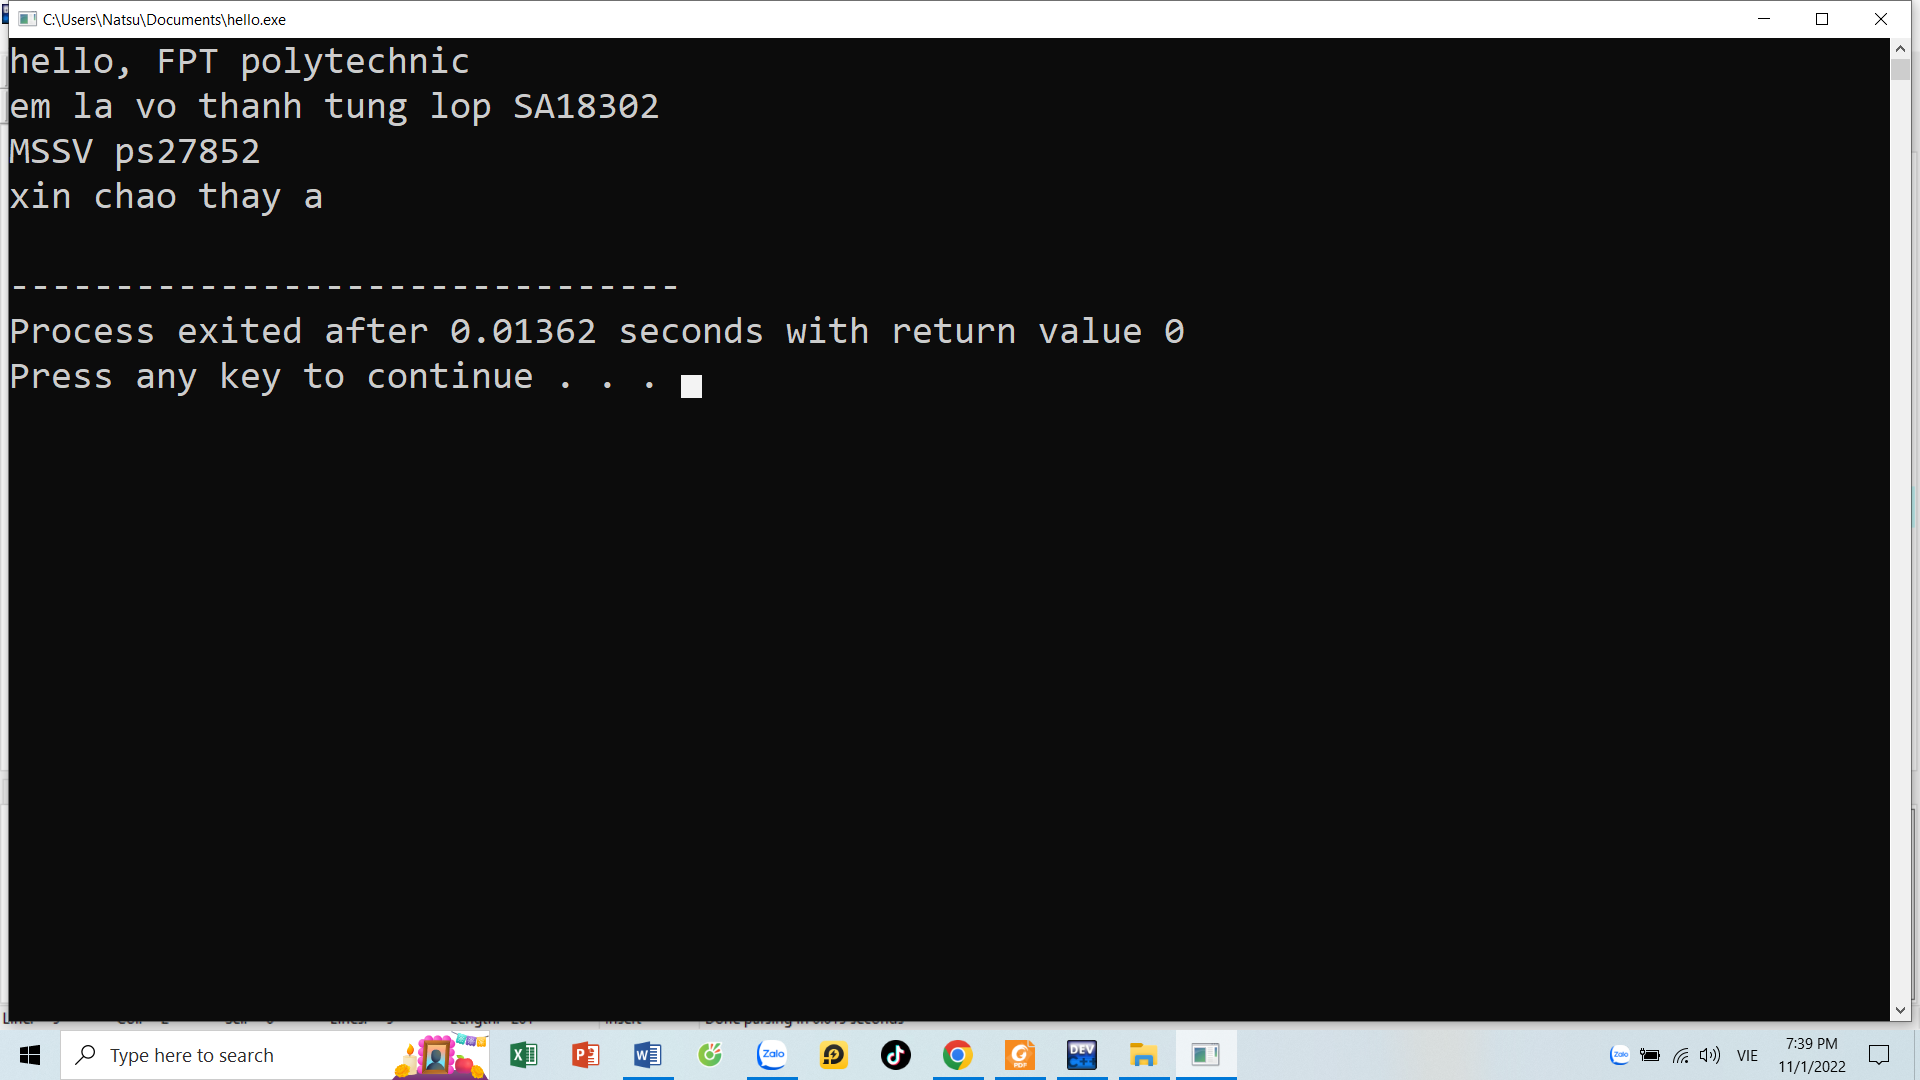 C:\Users\Natsu\Documents\hello.exe
hello, FPT polytechnic
em la vo thanh tung lop SA18302
MSSV ps27852
xin chao thay a
--------------------------------
Process exited after 0.01362 seconds with return value 0
Press any key to continue . . .
Type here to search
Zalo
DEV
VIE
7:39 PM
11/1/2022